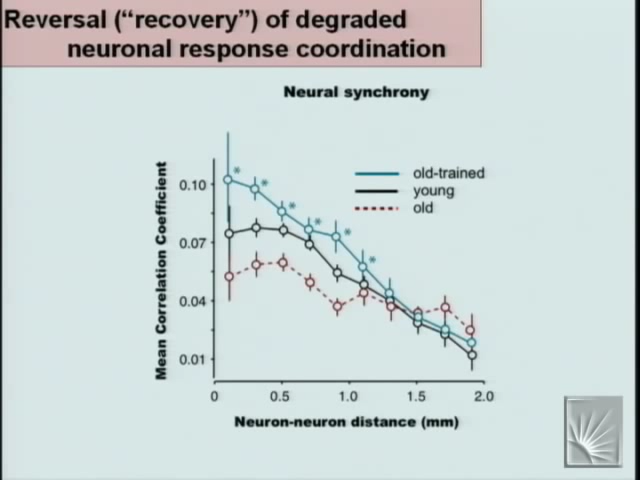 Reversal (“recovery”) of degraded
neuronal response coordination
Neural synchrony
old-trained
young
old
Mean Correlation Coefficient
0.10
0.07
0.04
0.01
* * * * * *
0 0.5 1.0 1.5 2.0
Neuron-neuron distance (mm)